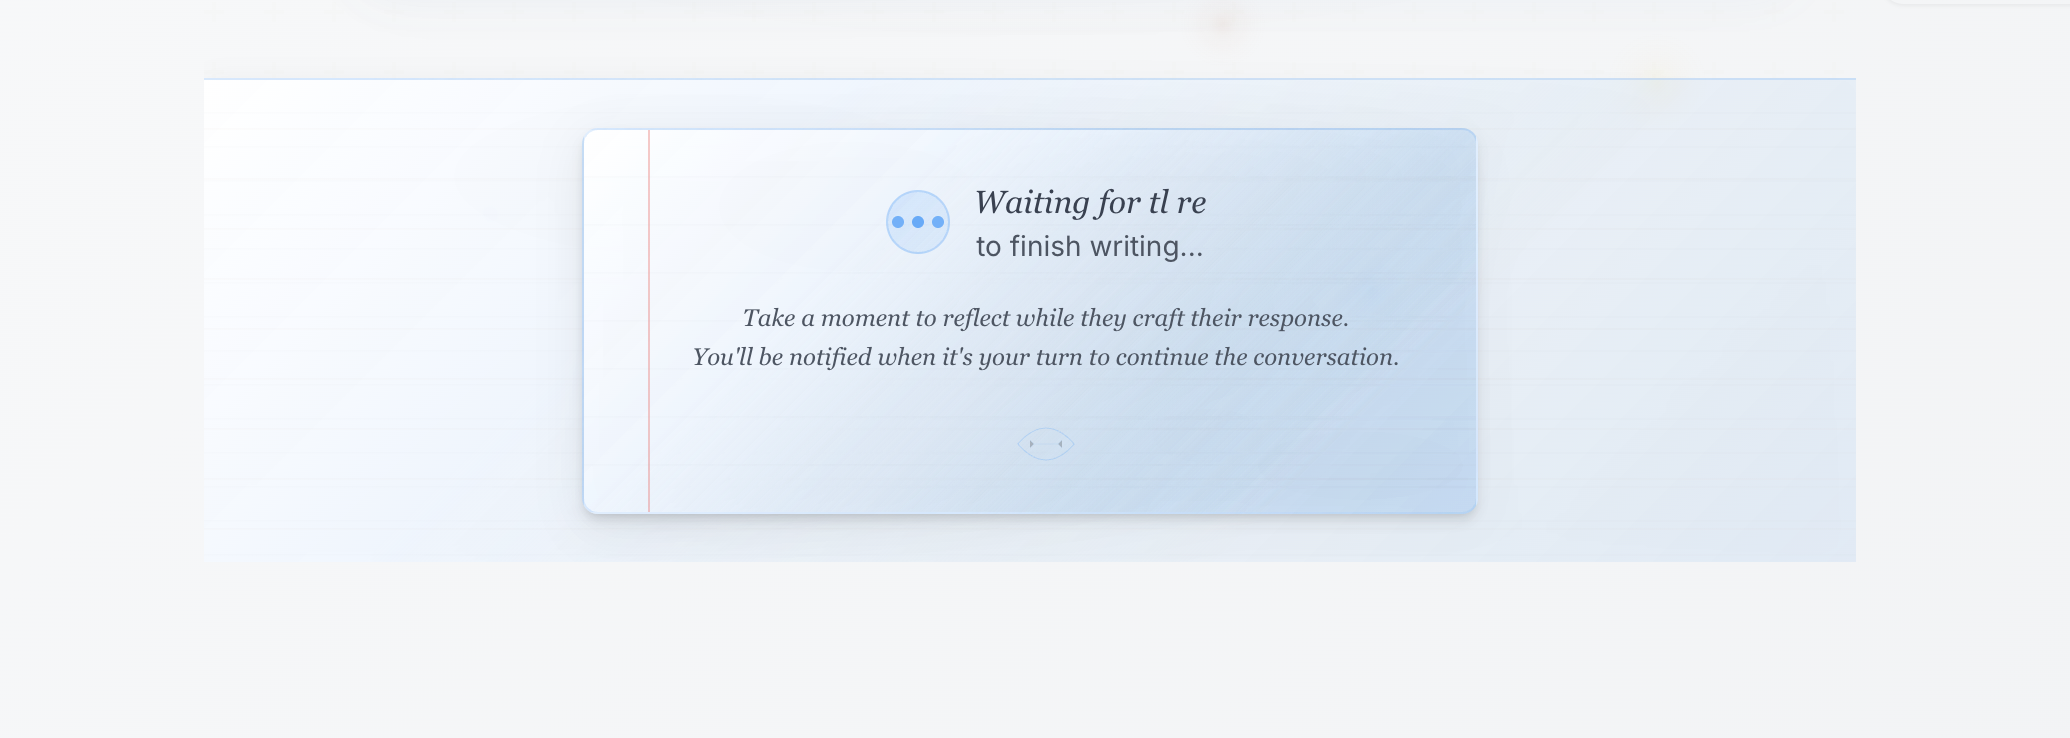 Waiting for tl re
to finish writing...
Take a moment to reflect while they craft their response.
You'll be notified when it's your turn to continue the conversation.